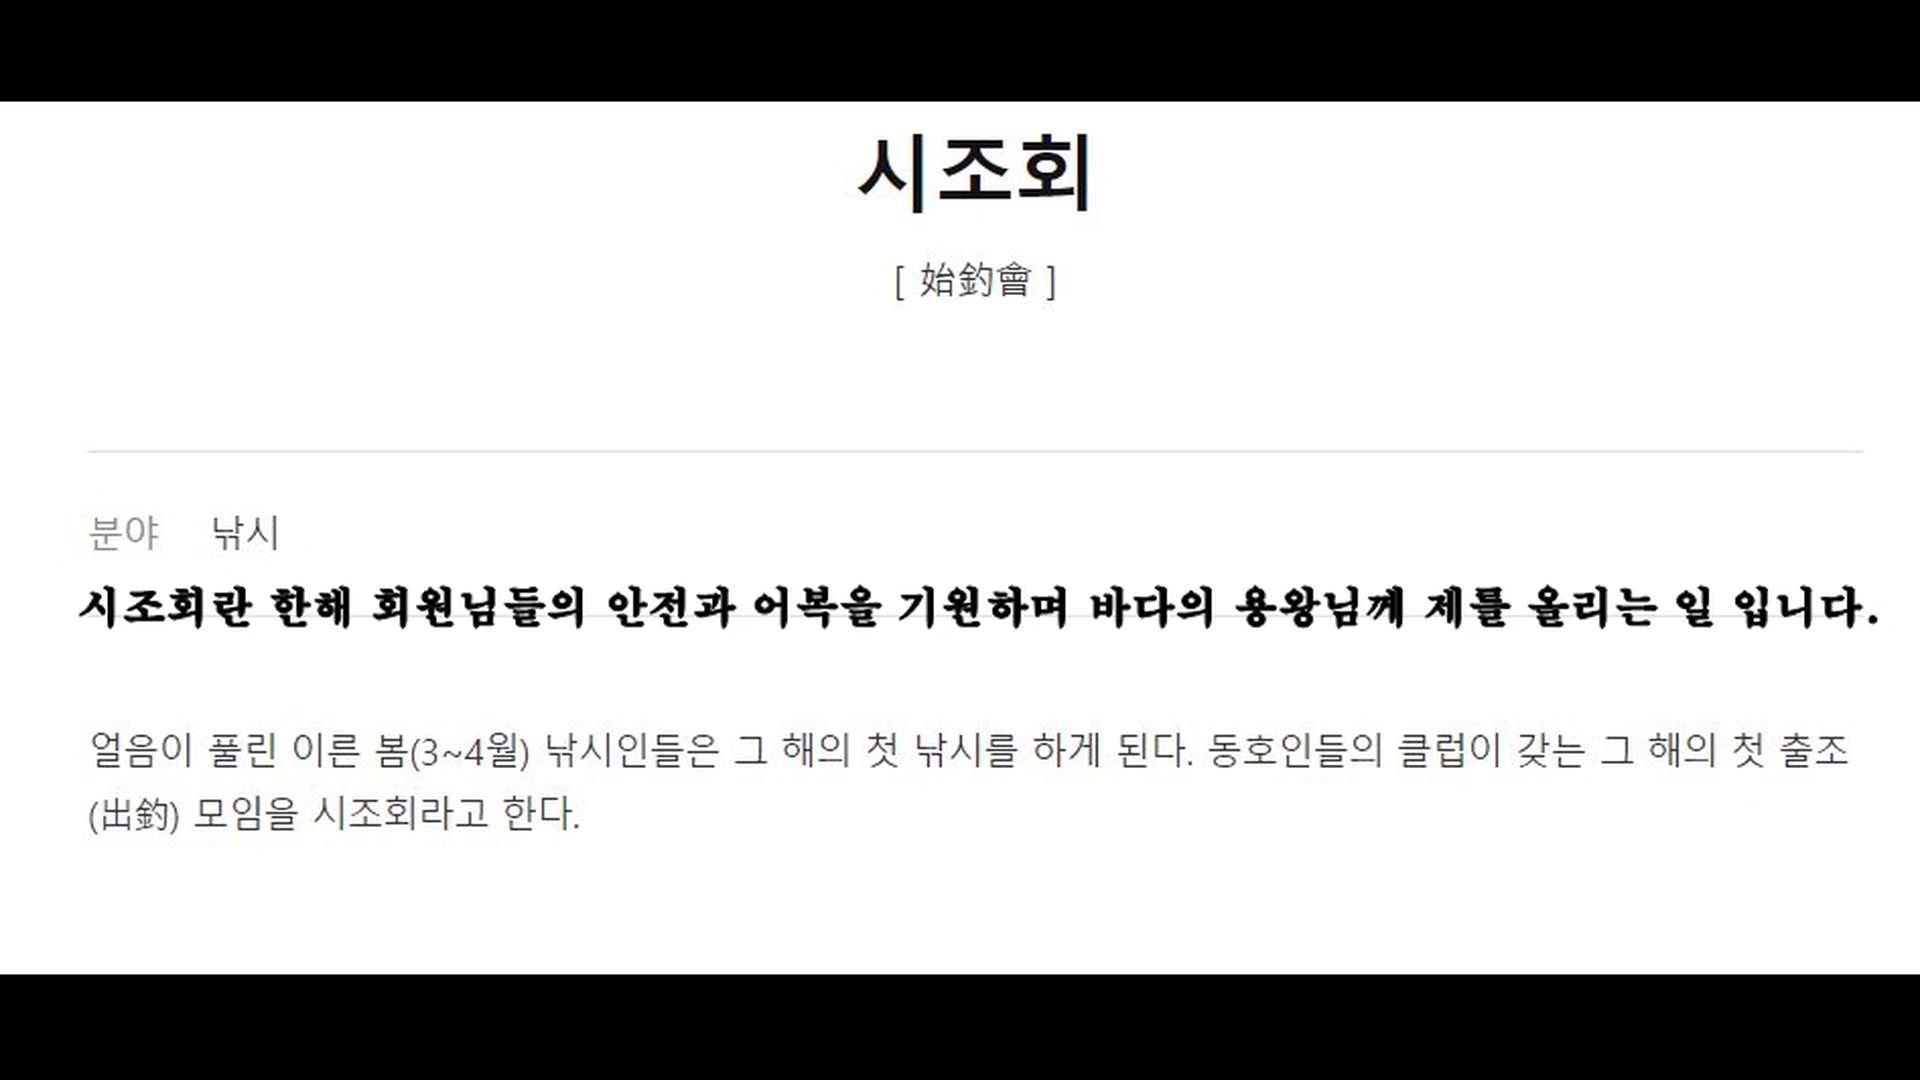 시조회
[ 始釣會 ]
분야 낚시
시조회란 한해 회원님들의 안전과 어복을 기원하며 바다의 용왕님께 제를 올리는 일 입니다.
얼음이 풀린 이른 봄(3~4월) 낚시인들은 그 해의 첫 낚시를 하게 된다. 동호인들의 클럽이 갖는 그 해의 첫 출조
(出釣) 모임을 시조회라고 한다.